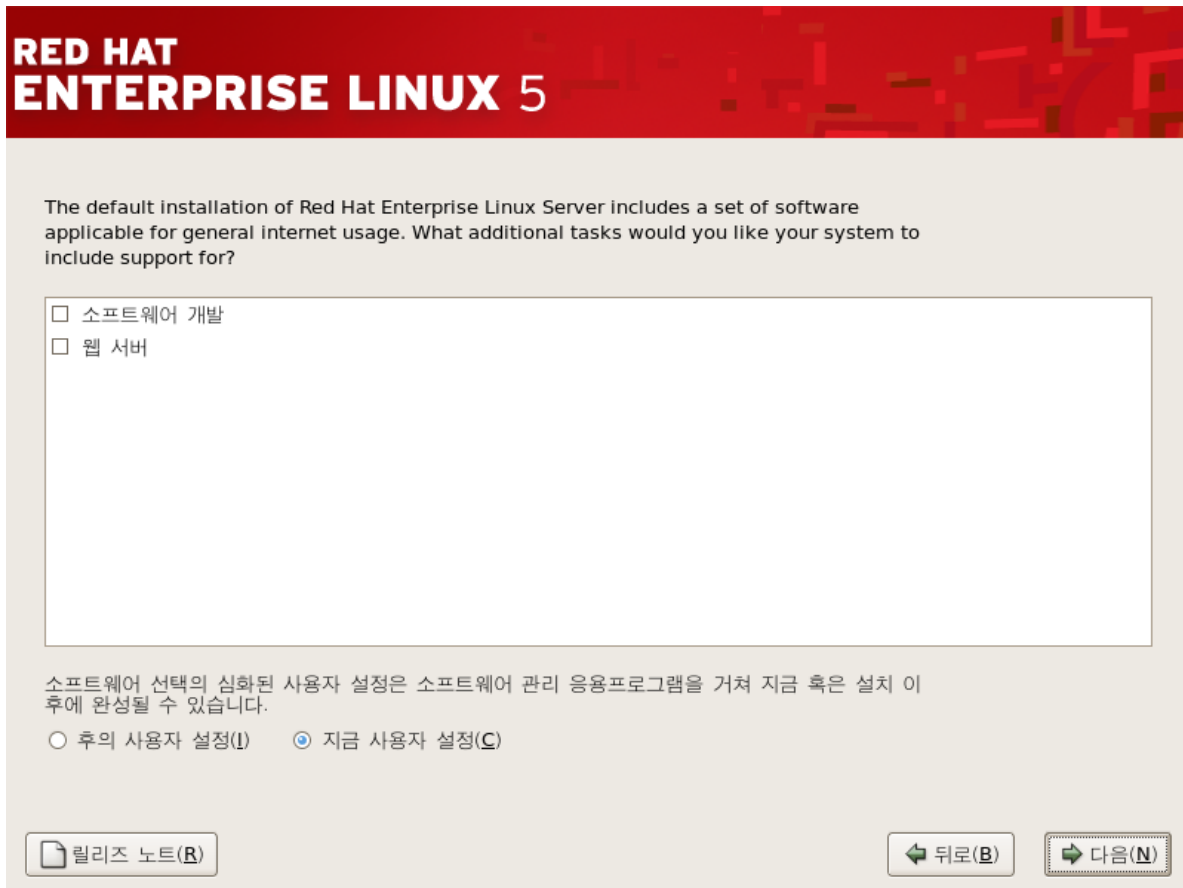 RED HAT
ENTERPRISE LINUX 5
The default installation of Red Hat Enterprise Linux Server includes a set of software
applicable for general internet usage. What additional tasks would you like your system to
include support for?
소프트웨어 개발
웹 서버
소프트웨어 선택의 심화된 사용자 설정은 소프트웨어 관리 응용프로그램을 거쳐 지금 혹은 설치 이
후에 완성될 수 있습니다.
후의 사용자 설정(I) 지금 사용자 설정(C)
릴리즈 노트(R) 뒤로(B) 다음(N)